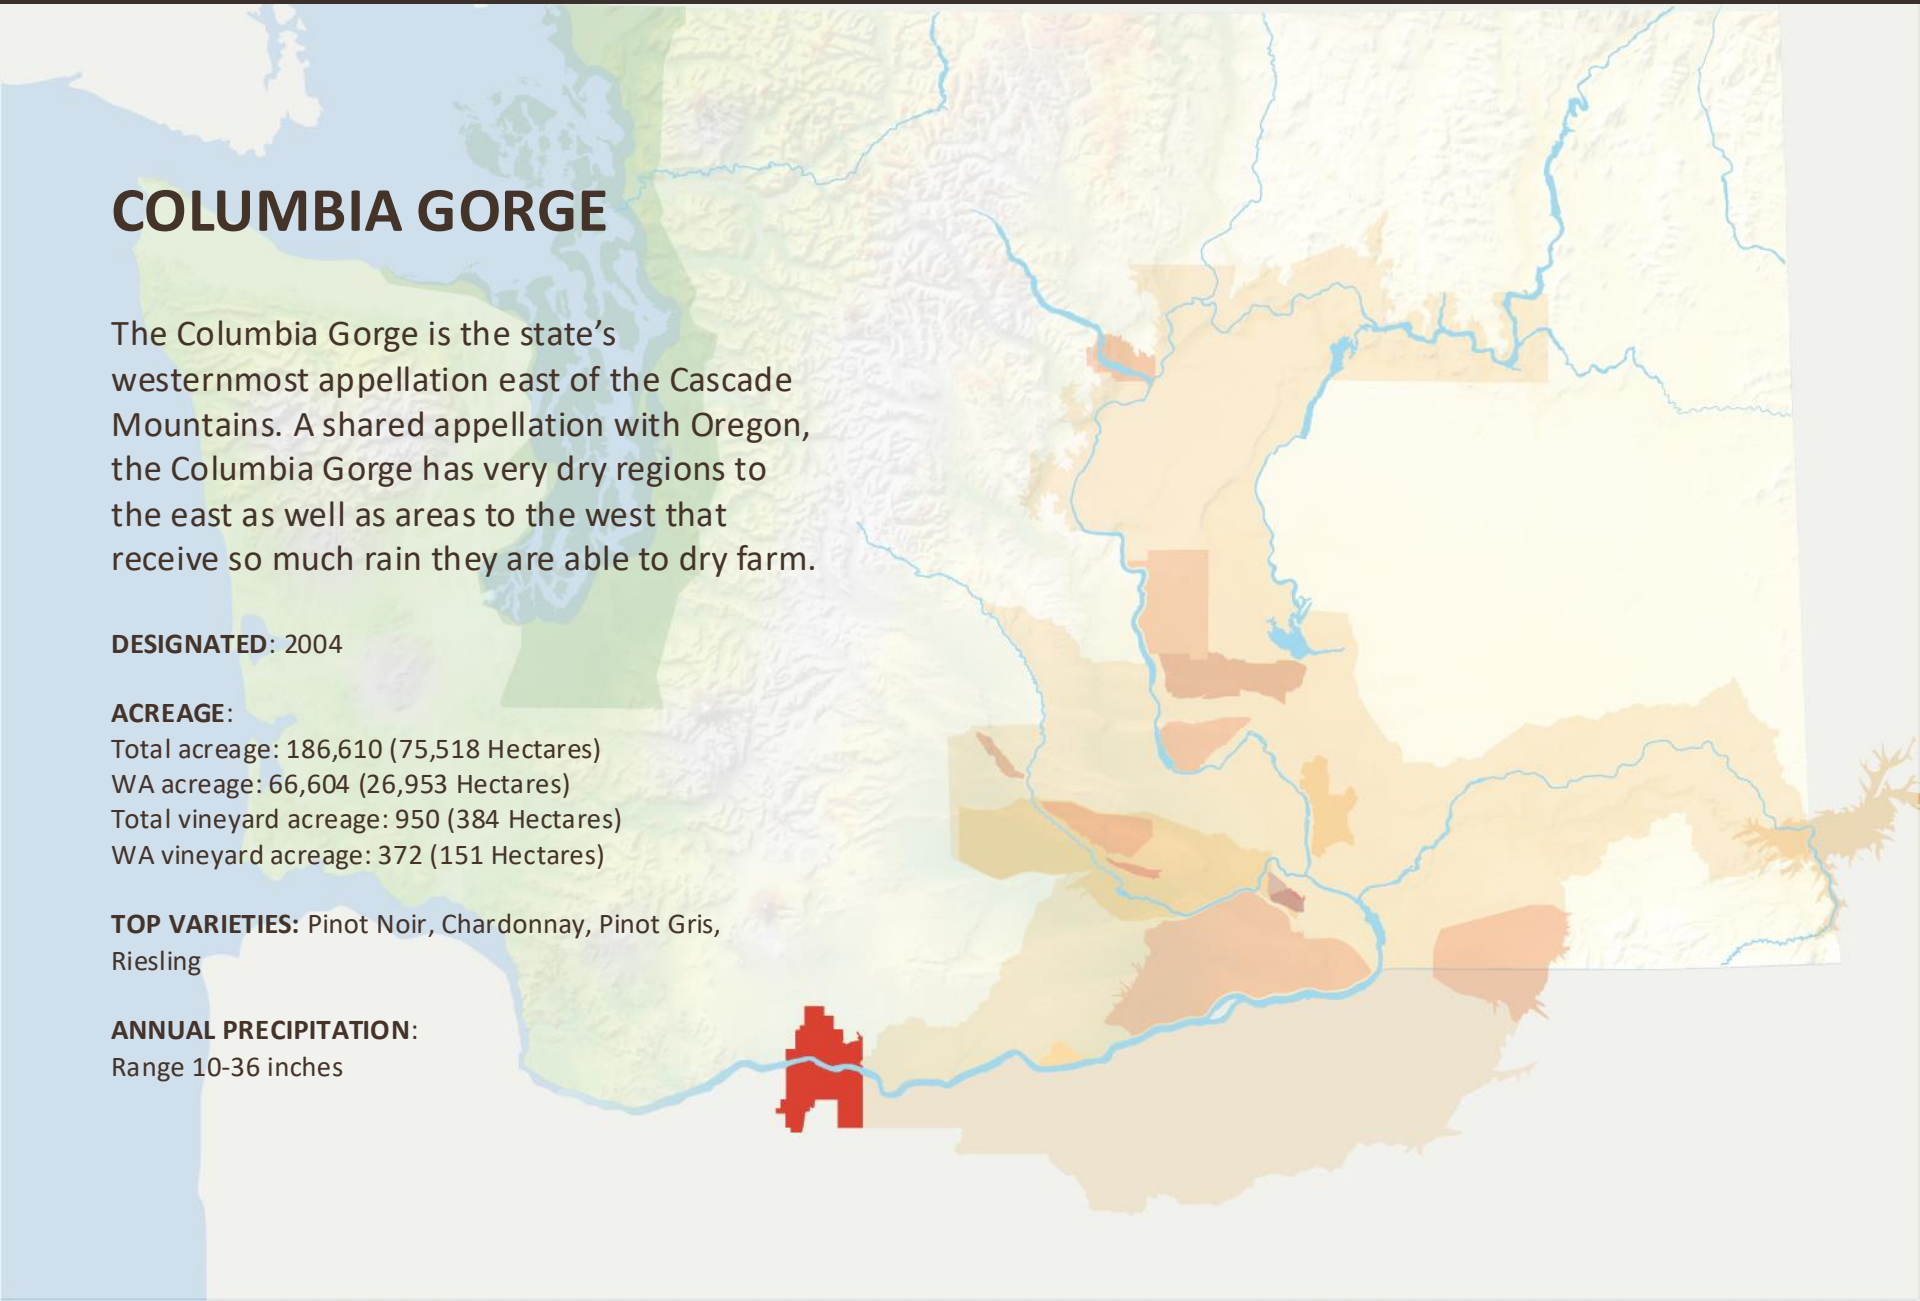 COLUMBIA GORGE
The Columbia Gorge is the state’s
westernmost appellation east of the Cascade
Mountains. A shared appellation with Oregon,
the Columbia Gorge has very dry regions to
the east as well as areas to the west that
receive so much rain they are able to dry farm.
DESIGNATED: 2004
ACREAGE:
Total acreage: 186,610 (75,518 Hectares)
WA acreage: 66,604 (26,953 Hectares)
Total vineyard acreage: 950 (384 Hectares)
WA vineyard acreage: 372 (151 Hectares)
TOP VARIETIES: Pinot Noir, Chardonnay, Pinot Gris,
Riesling
ANNUAL PRECIPITATION:
Range 10-36 inches